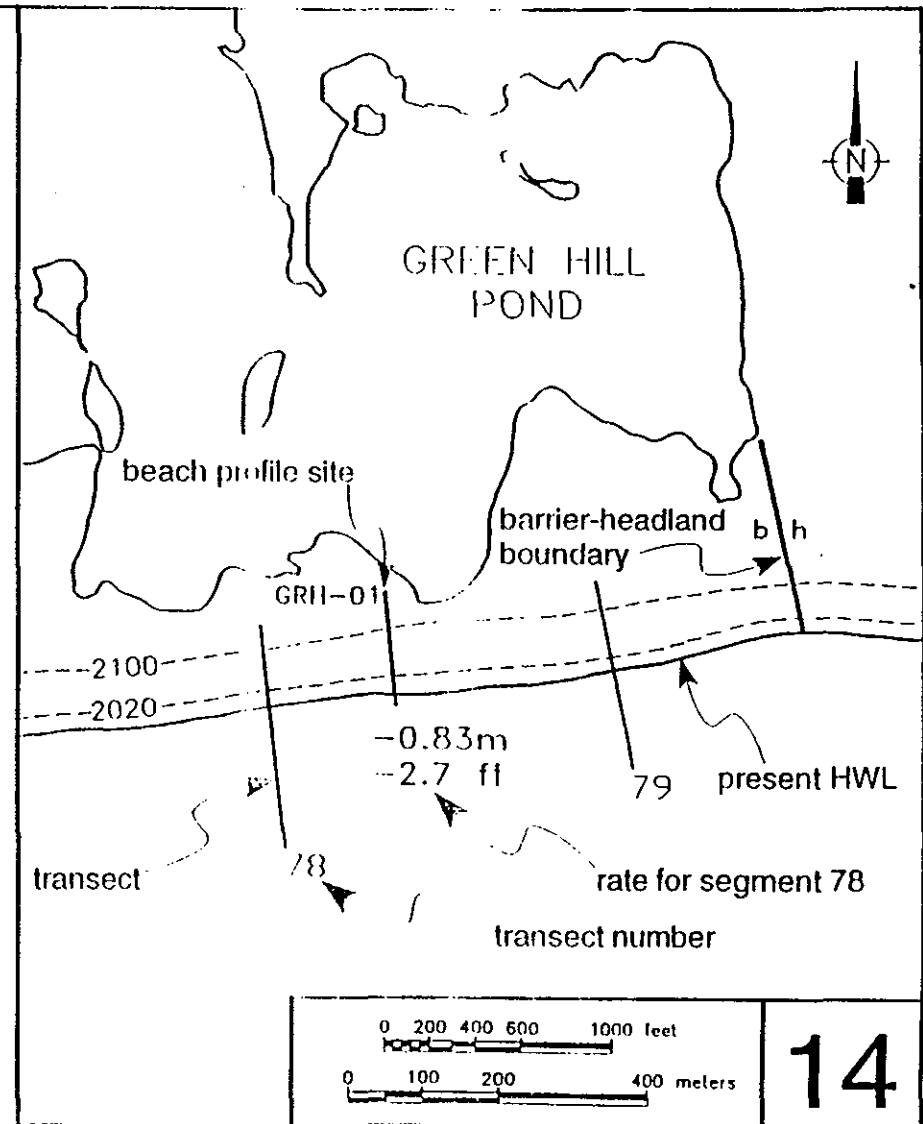 N
GREEN HILL
POND
beach profile site
barrier-headland
boundary
b h
GRH-01
2100
2020
-0.83m
-2.7 ft
79
present HWL
78
transect
rate for segment 78
transect number
0 200 400 600 1000 feet
0 100 200 400 meters
14